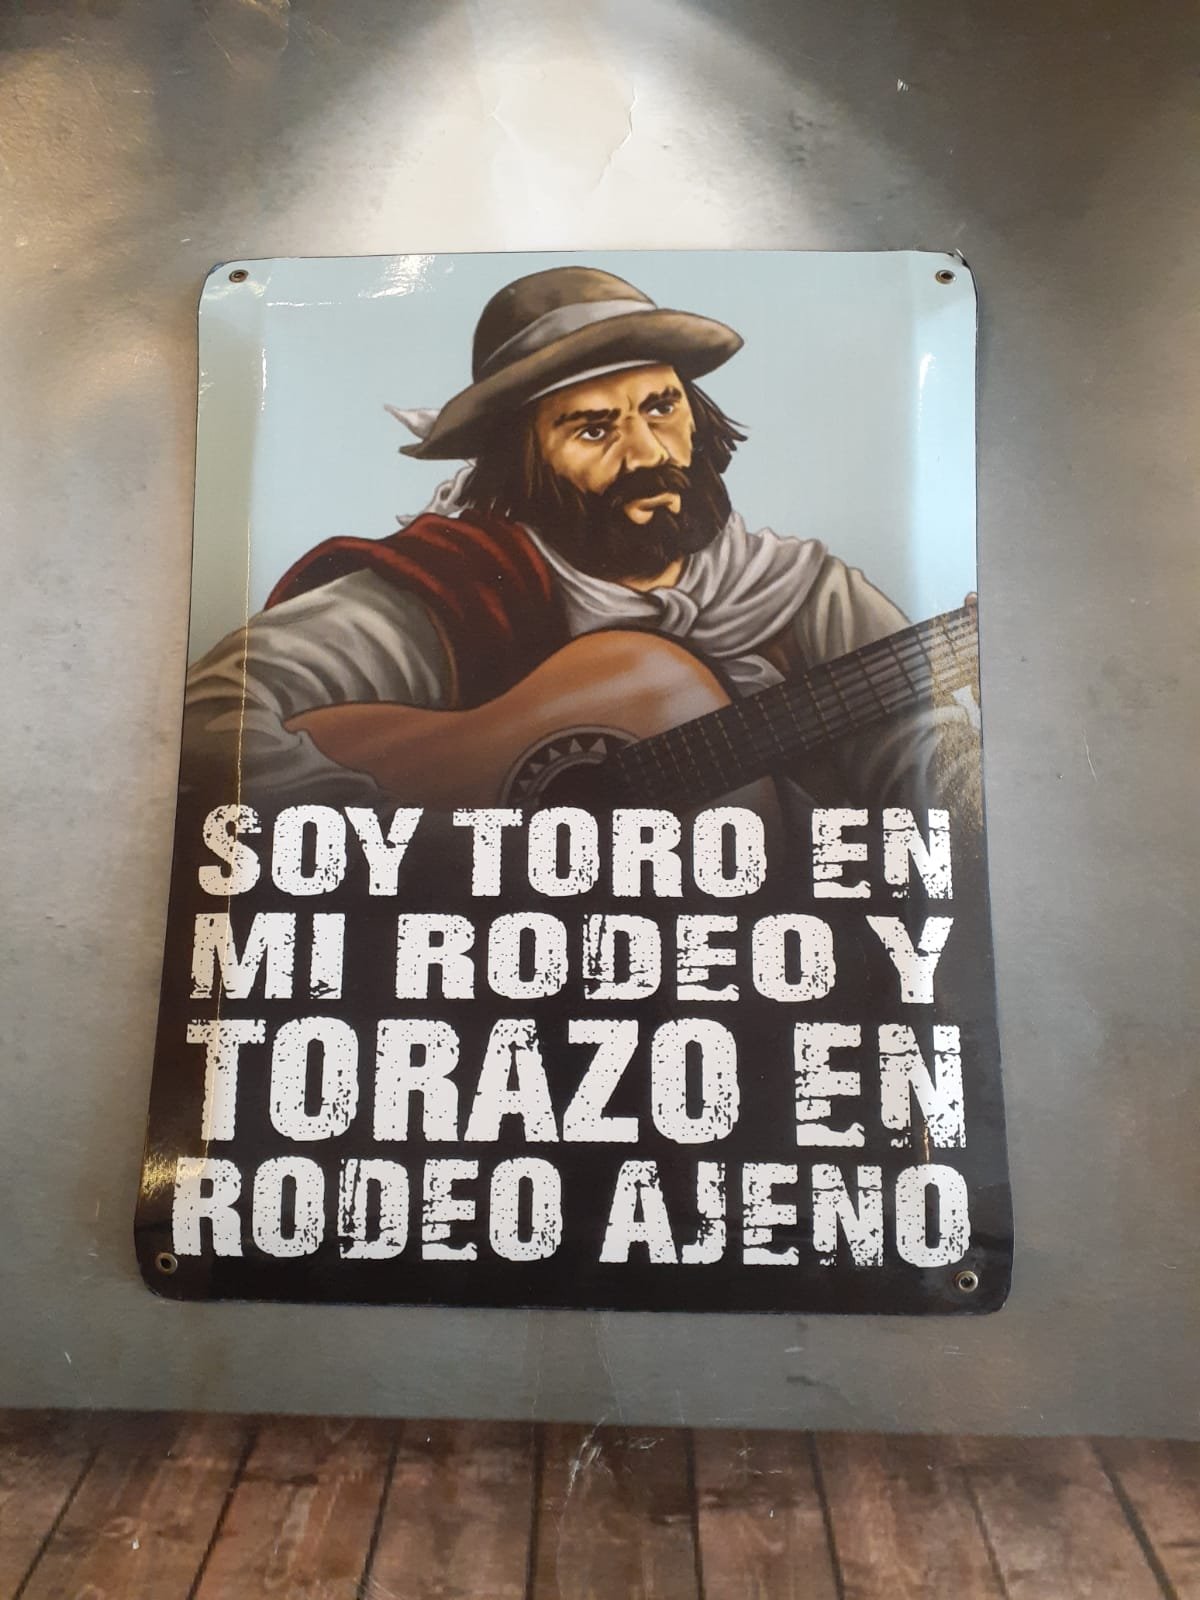 SOY TORO EN
MI RODEO Y
TORAZO EN
RODEO AJENO